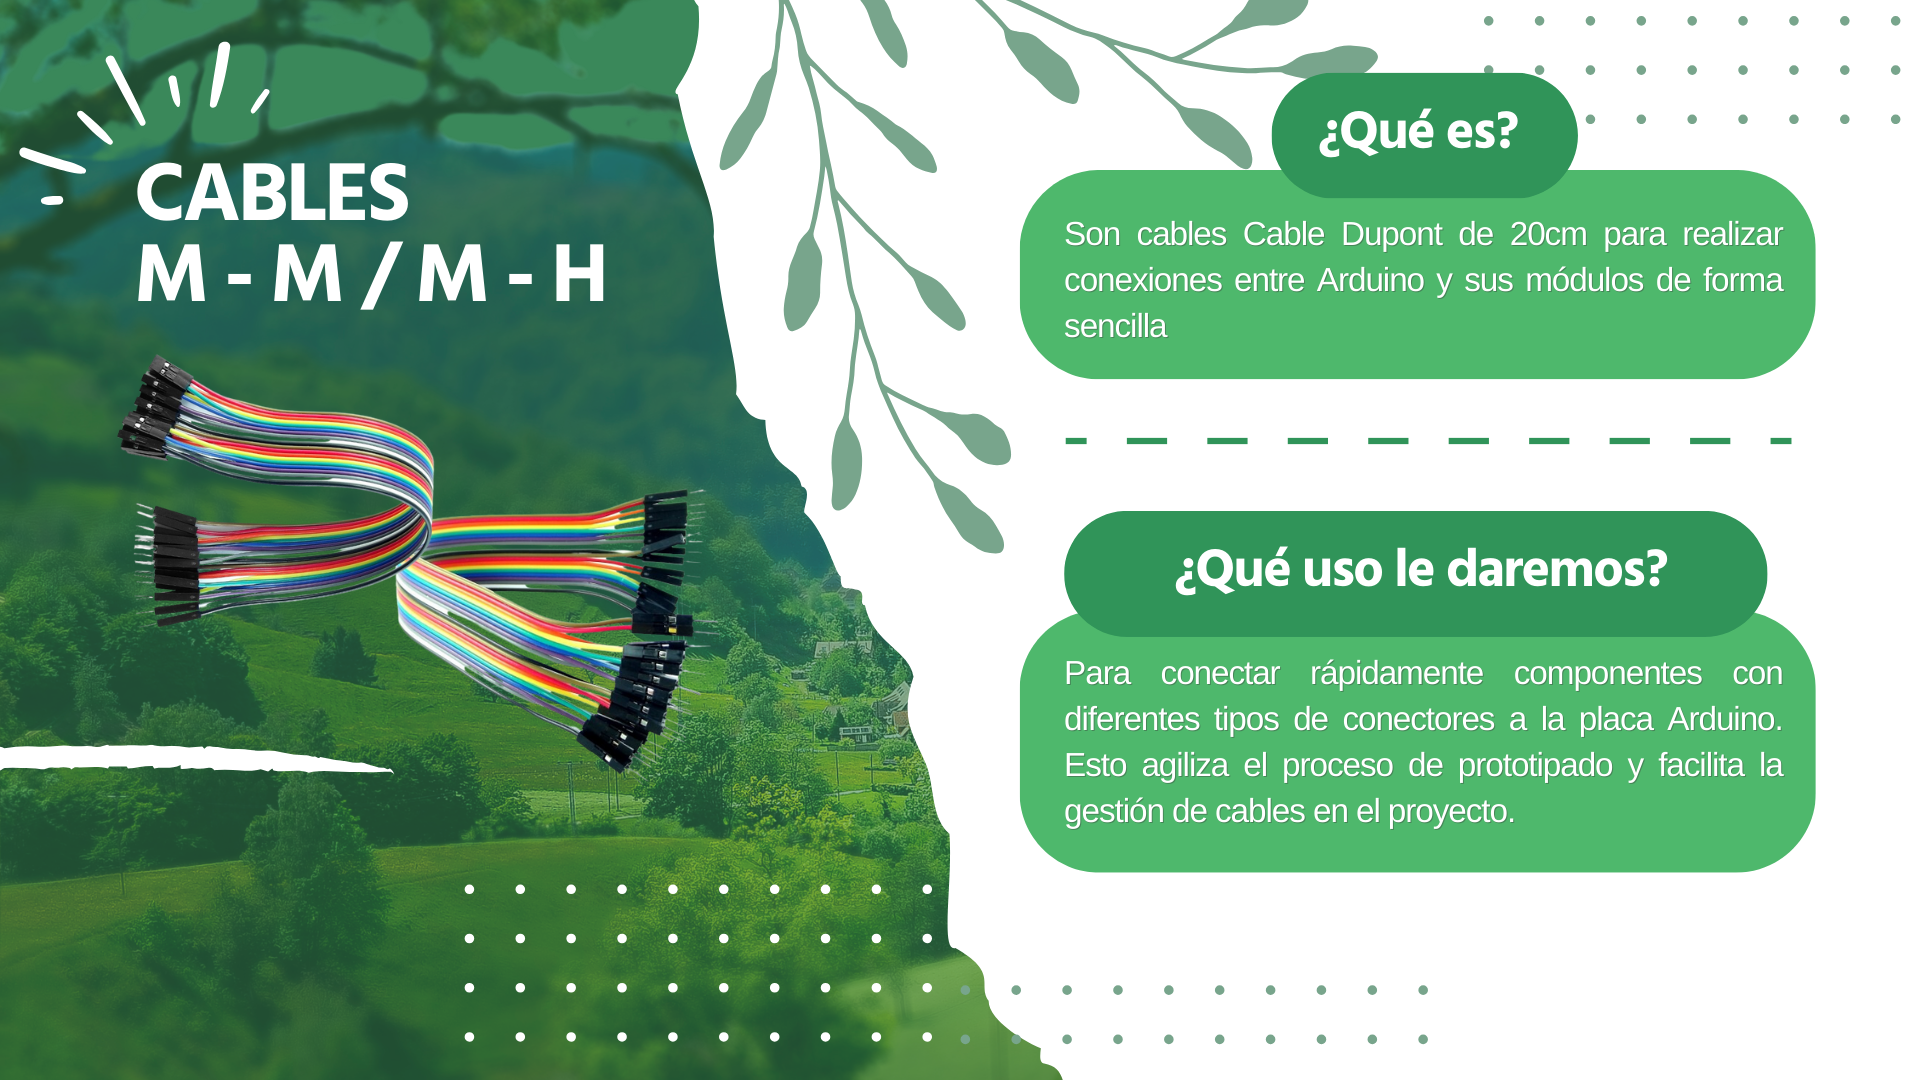 CABLES
M - M / M - H
¿Qué es?
Son cables Cable Dupont de 20cm para realizar
conexiones entre Arduino y sus módulos de forma
sencilla
¿Qué uso le daremos?
Para conectar rápidamente componentes con
diferentes tipos de conectores a la placa Arduino.
Esto agiliza el proceso de prototipado y facilita la
gestión de cables en el proyecto.